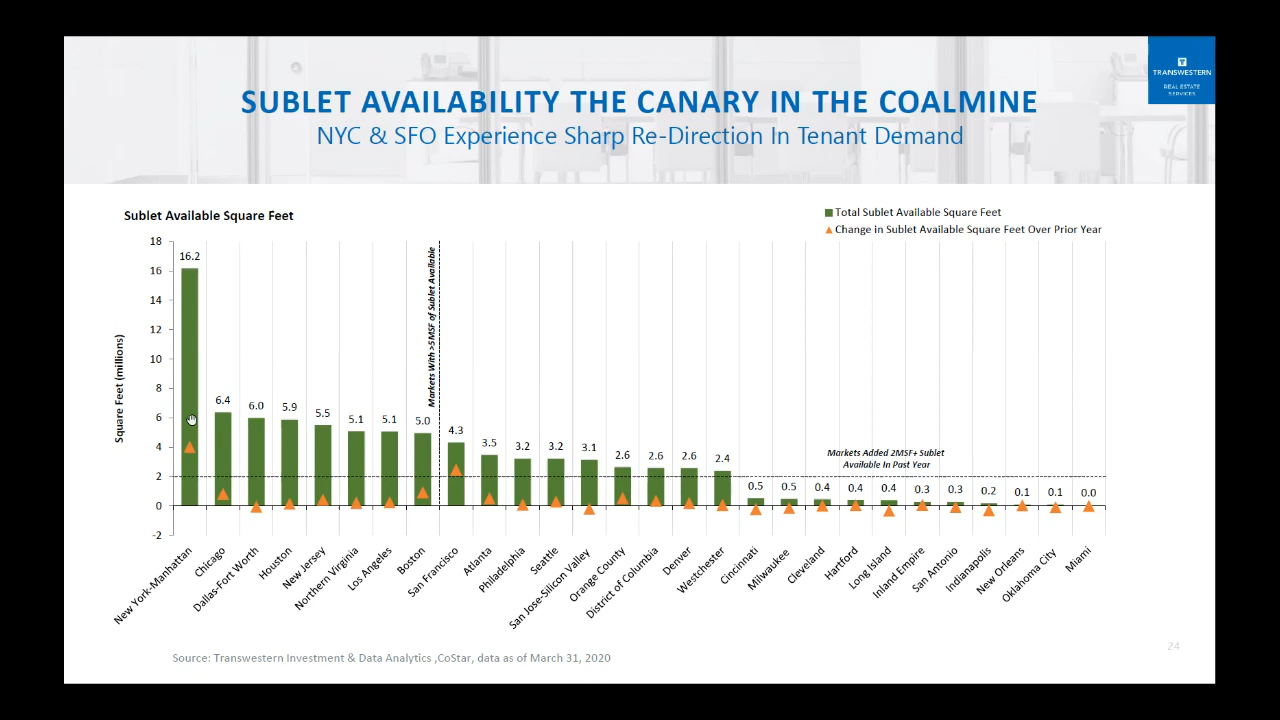 SUBLET AVAILABILITY THE CANARY IN THE COALMINE
NYC & SFO Experience Sharp Re-Direction In Tenant Demand
TRANSWESTERN
REAL ESTATE
SERVICES
Sublet Available Square Feet
Total Sublet Available Square Feet
Change in Sublet Available Square Feet Over Prior Year
Square Feet (millions)
18
16
14
12
10
8
6
4
2
0
-2
16.2
6.4
6.0
5.9
5.5
5.1
5.1
5.0
4.3
3.5
3.2
3.2
3.1
2.6
2.6
2.6
2.4
0.5
0.5
0.4
0.4
0.4
0.3
0.3
0.2
0.1
0.1
0.0
Markets With >5MSF of Sublet Available
Markets Added 2MSF+ Sublet
Available In Past Year
New York-Manhattan
Chicago
Dallas-Fort Worth
Houston
New Jersey
Northern Virginia
Los Angeles
Boston
San Francisco
Atlanta
Philadelphia
Seattle
San Jose-Silicon Valley
Orange County
District of Columbia
Denver
Westchester
Cincinnati
Milwaukee
Cleveland
Hartford
Long Island
Inland Empire
San Antonio
Indianapolis
New Orleans
Oklahoma City
Miami
Source: Transwestern Investment & Data Analytics ,CoStar, data as of March 31, 2020
24